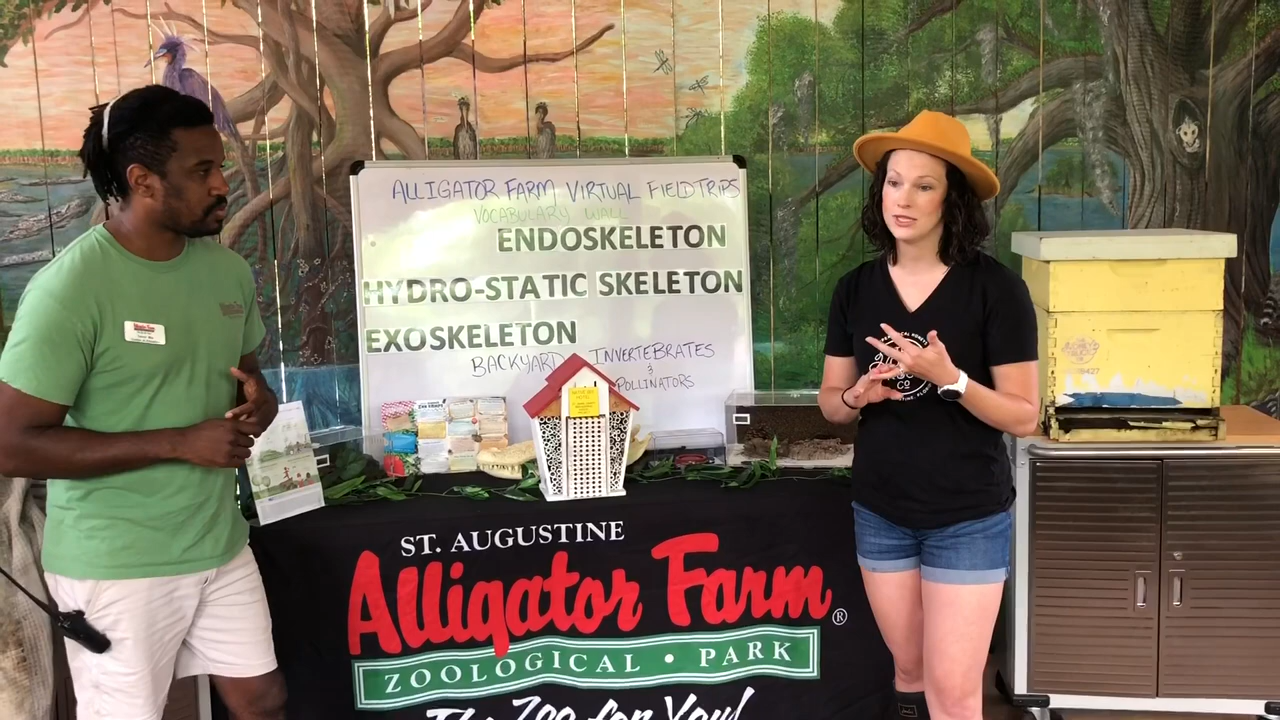 ALLIGATOR FARM VIRTUAL FIELDTRIPS
VOCABULARY WALL
ENDOSKELETON
HYDRO-STATIC SKELETON
EXOSKELETON
BACKYARD INVERTEBRATES
&
POLLINATORS
ST. AUGUSTINE
Alligator Farm®
ZOOLOGICAL • PARK
The Zoo for You!